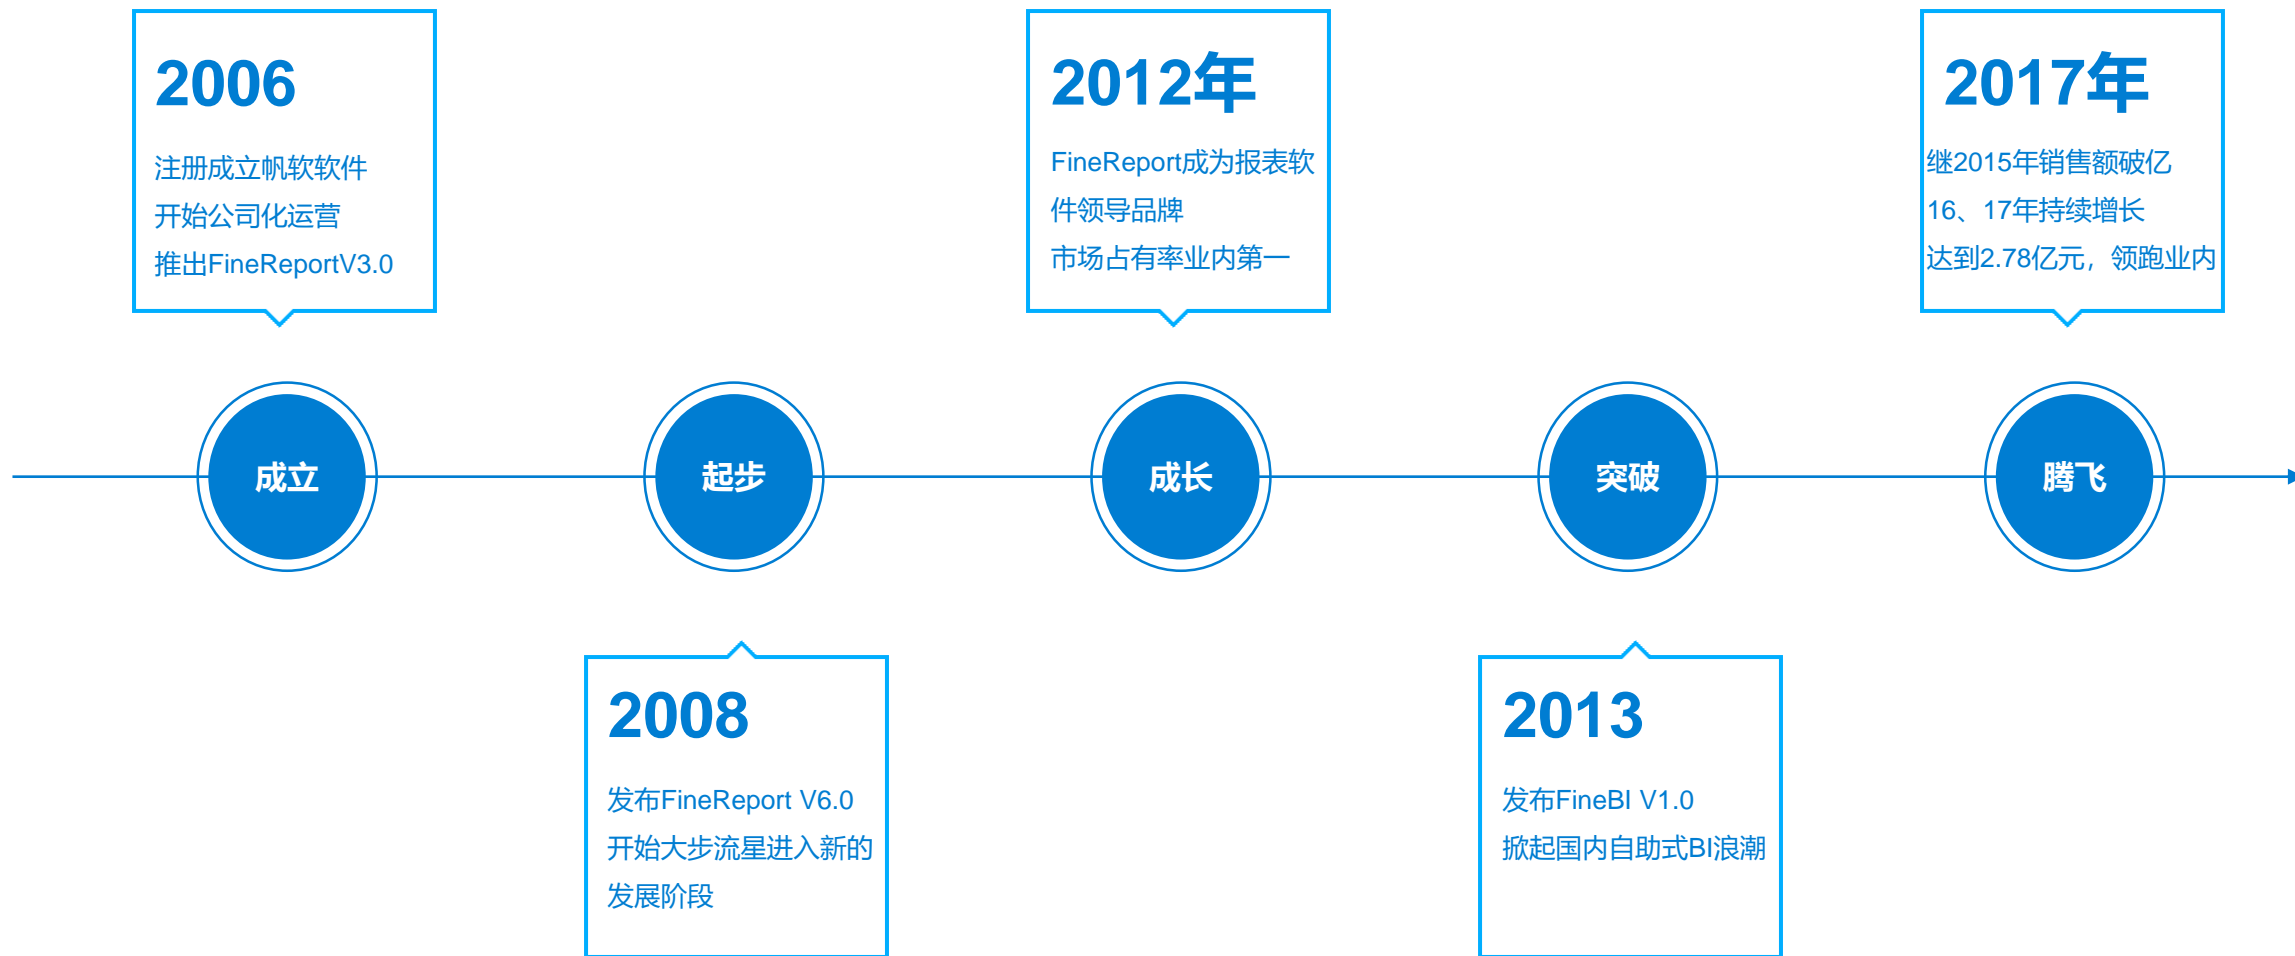 2006
注册成立帆软软件
开始公司化运营
推出FineReportV3.0
2012年
FineReport成为报表软
件领导品牌
市场占有率业内第一
2017年
继2015年销售额破亿
16、17年持续增长
达到2.78亿元，领跑业内
成立
起步
成长
突破
腾飞
2008
发布FineReport V6.0
开始大步流星进入新的
发展阶段
2013
发布FineBI V1.0
掀起国内自助式BI浪潮